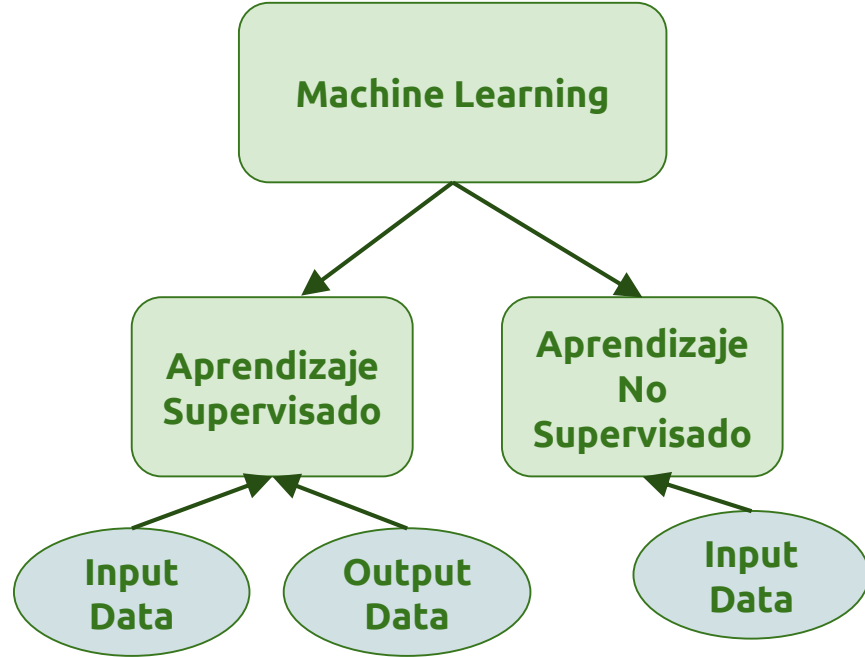 Machine Learning
Aprendizaje
Supervisado
Aprendizaje
No
Supervisado
Input
Data
Output
Data
Input
Data